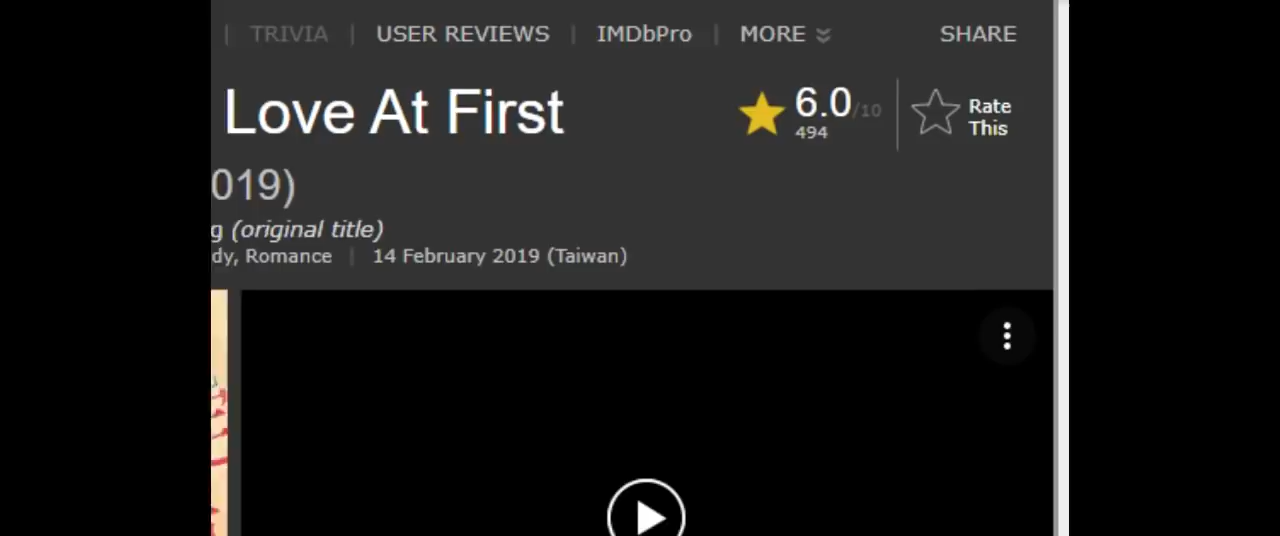 | TRIVIA | USER REVIEWS | IMDbPro | MORE SHARE
Love At First
6.0/10
494
Rate
This
019)
g (original title)
dy, Romance | 14 February 2019 (Taiwan)